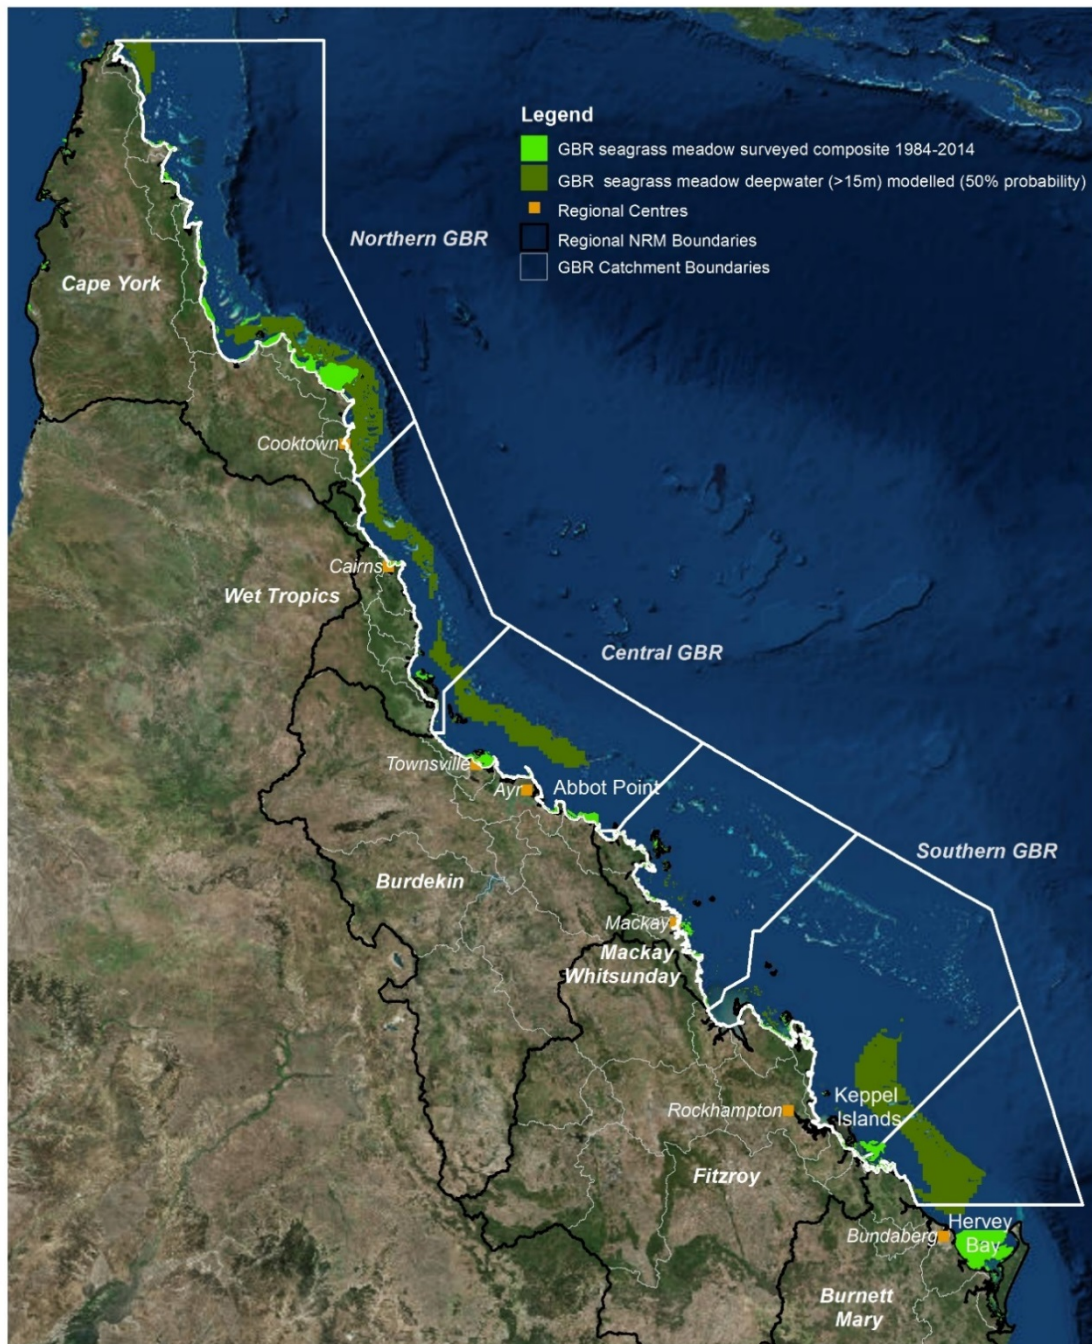 Legend
GBR seagrass meadow surveyed composite 1984-2014
GBR seagrass meadow deepwater (>15m) modelled (50% probability)
Regional Centres
Regional NRM Boundaries
GBR Catchment Boundaries
Northern GBR
Cape York
Cooktown
Cairns
Wet Tropics
Central GBR
Townsville
Ayr
Abbot Point
Southern GBR
Burdekin
Mackay
Mackay
Whitsunday
Keppel
Islands
Rockhampton
Fitzroy
Hervey
Bay
Bundaberg
Burnett
Mary